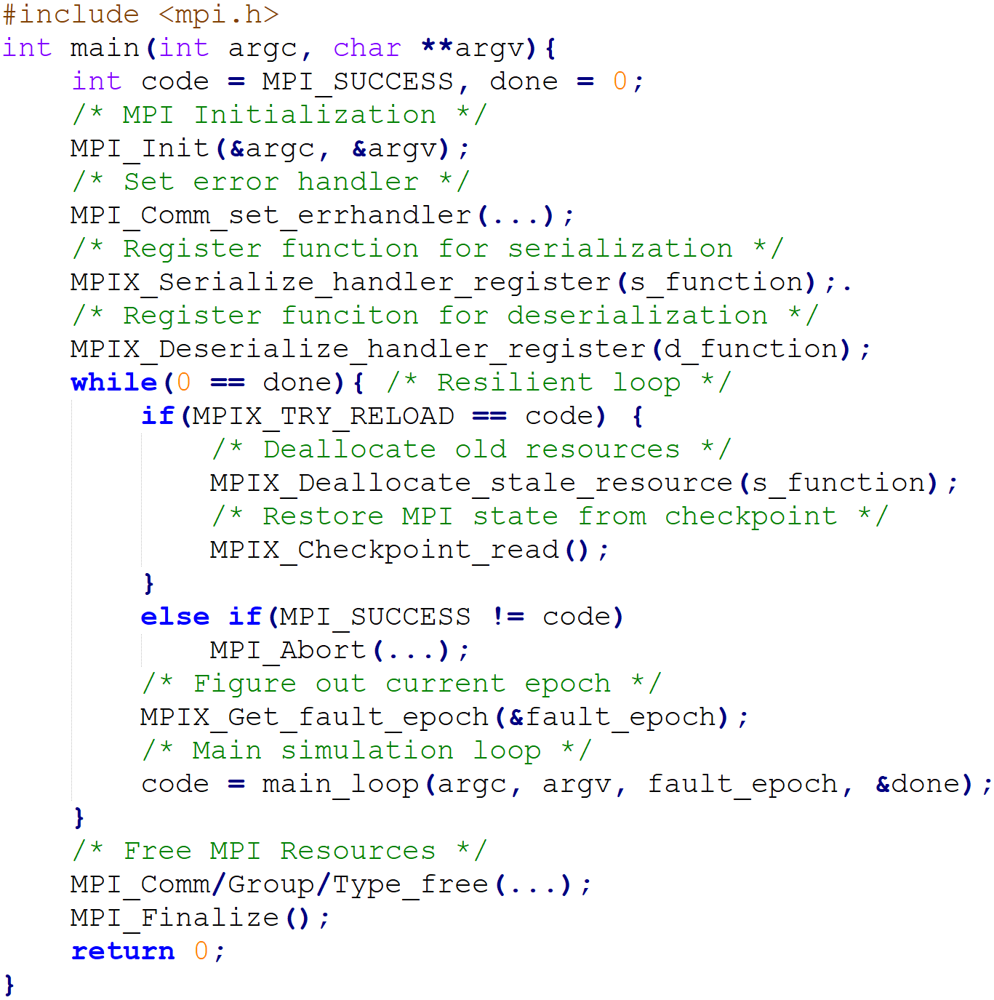 #include <mpi.h>
int main(int argc, char **argv){
    int code = MPI_SUCCESS, done = 0;
    /* MPI Initialization */
    MPI_Init(&argc, &argv);
    /* Set error handler */
    MPI_Comm_set_errhandler(...);
    /* Register function for serialization */
    MPIX_Serialize_handler_register(s_function);.
    /* Register funciton for deserialization */
    MPIX_Deserialize_handler_register(d_function);
    while(0 == done){ /* Resilient loop */
        if(MPIX_TRY_RELOAD == code) {
            /* Deallocate old resources */
            MPIX_Deallocate_stale_resource(s_function);
            /* Restore MPI state from checkpoint */
            MPIX_Checkpoint_read();
        }
        else if(MPI_SUCCESS != code)
            MPI_Abort(...);
        /* Figure out current epoch */
        MPIX_Get_fault_epoch(&fault_epoch);
        /* Main simulation loop */
        code = main_loop(argc, argv, fault_epoch, &done);
    }
    /* Free MPI Resources */
    MPI_Comm/Group/Type_free(...);
    MPI_Finalize();
    return 0;
}